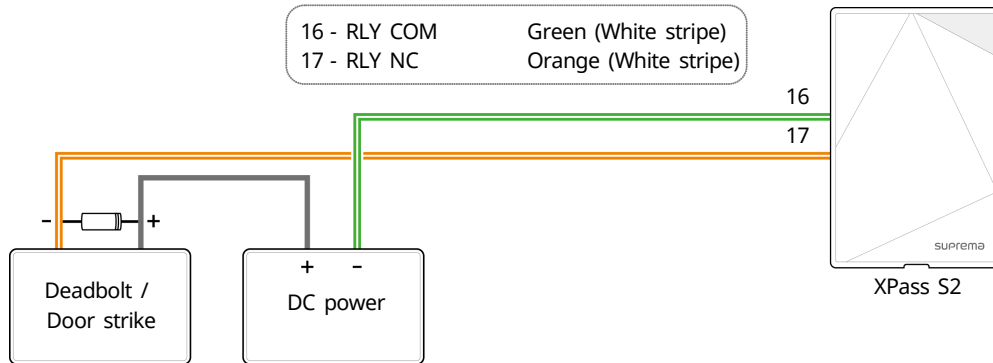 16 - RLY COM Green (White stripe)
17 - RLY NC Orange (White stripe)
16
17
- +
+ -
Deadbolt /
Door strike
DC power
suprema
XPass S2